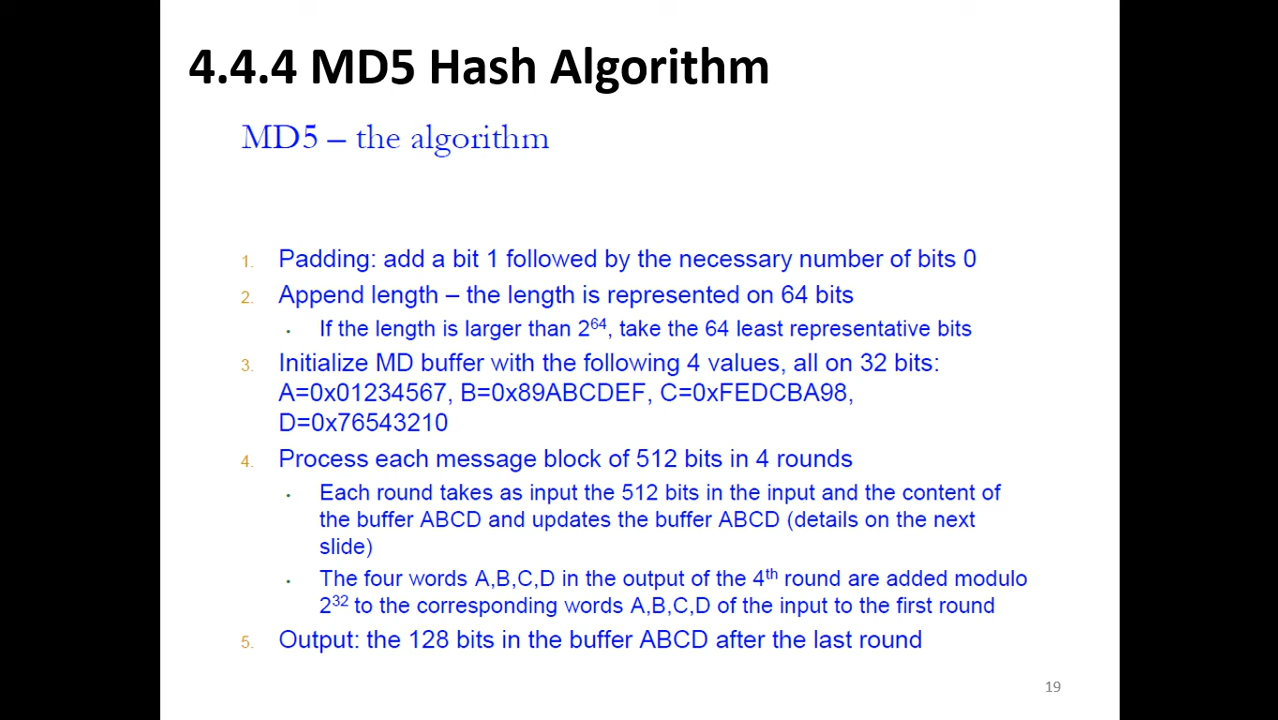 4.4.4 MD5 Hash Algorithm
MD5 – the algorithm
1. Padding: add a bit 1 followed by the necessary number of bits 0
2. Append length – the length is represented on 64 bits
· If the length is larger than 2^64, take the 64 least representative bits
3. Initialize MD buffer with the following 4 values, all on 32 bits:
A=0x01234567, B=0x89ABCDEF, C=0xFEDCBA98,
D=0x76543210
4. Process each message block of 512 bits in 4 rounds
· Each round takes as input the 512 bits in the input and the content of
the buffer ABCD and updates the buffer ABCD (details on the next
slide)
· The four words A,B,C,D in the output of the 4th round are added modulo
2^32 to the corresponding words A,B,C,D of the input to the first round
5. Output: the 128 bits in the buffer ABCD after the last round
19